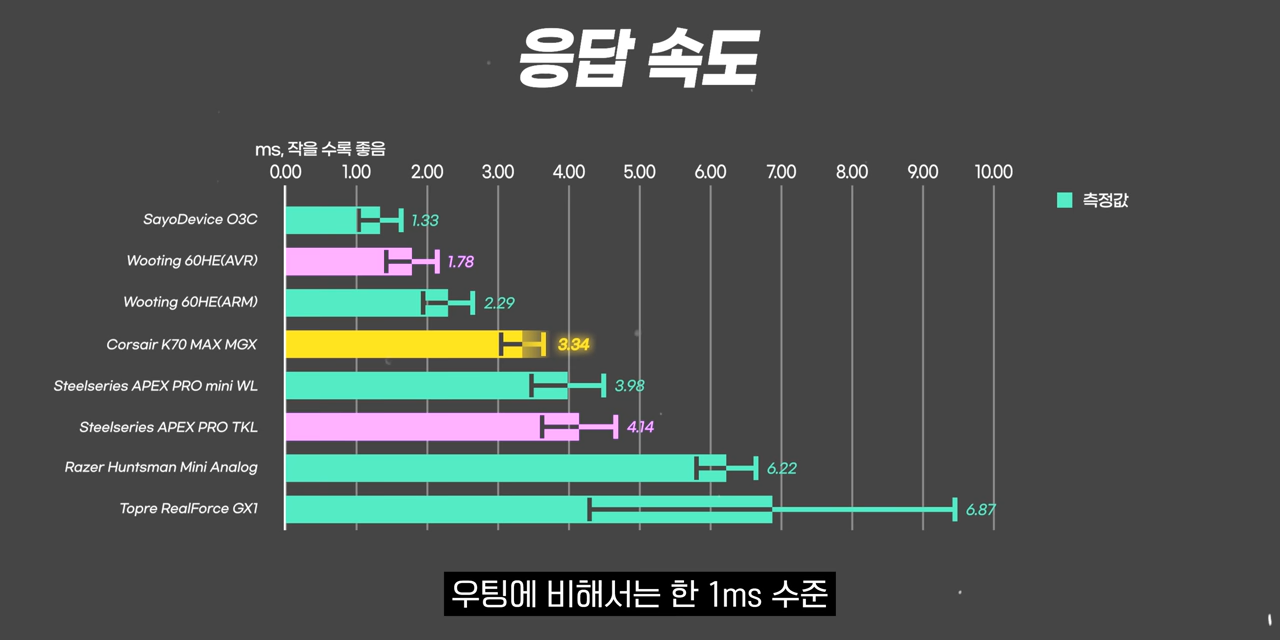 응답 속도
ms, 작을 수록 좋음
0.00 1.00 2.00 3.00 4.00 5.00 6.00 7.00 8.00 9.00 10.00
측정값
SayoDevice O3C 1.33
Wooting 60HE(AVR) 1.78
Wooting 60HE(ARM) 2.29
Corsair K70 MAX MGX 3.34
Steelseries APEX PRO mini WL 3.98
Steelseries APEX PRO TKL 4.14
Razer Huntsman Mini Analog 6.22
Topre RealForce GX1 6.87
우팅에 비해서는 한 1ms 수준